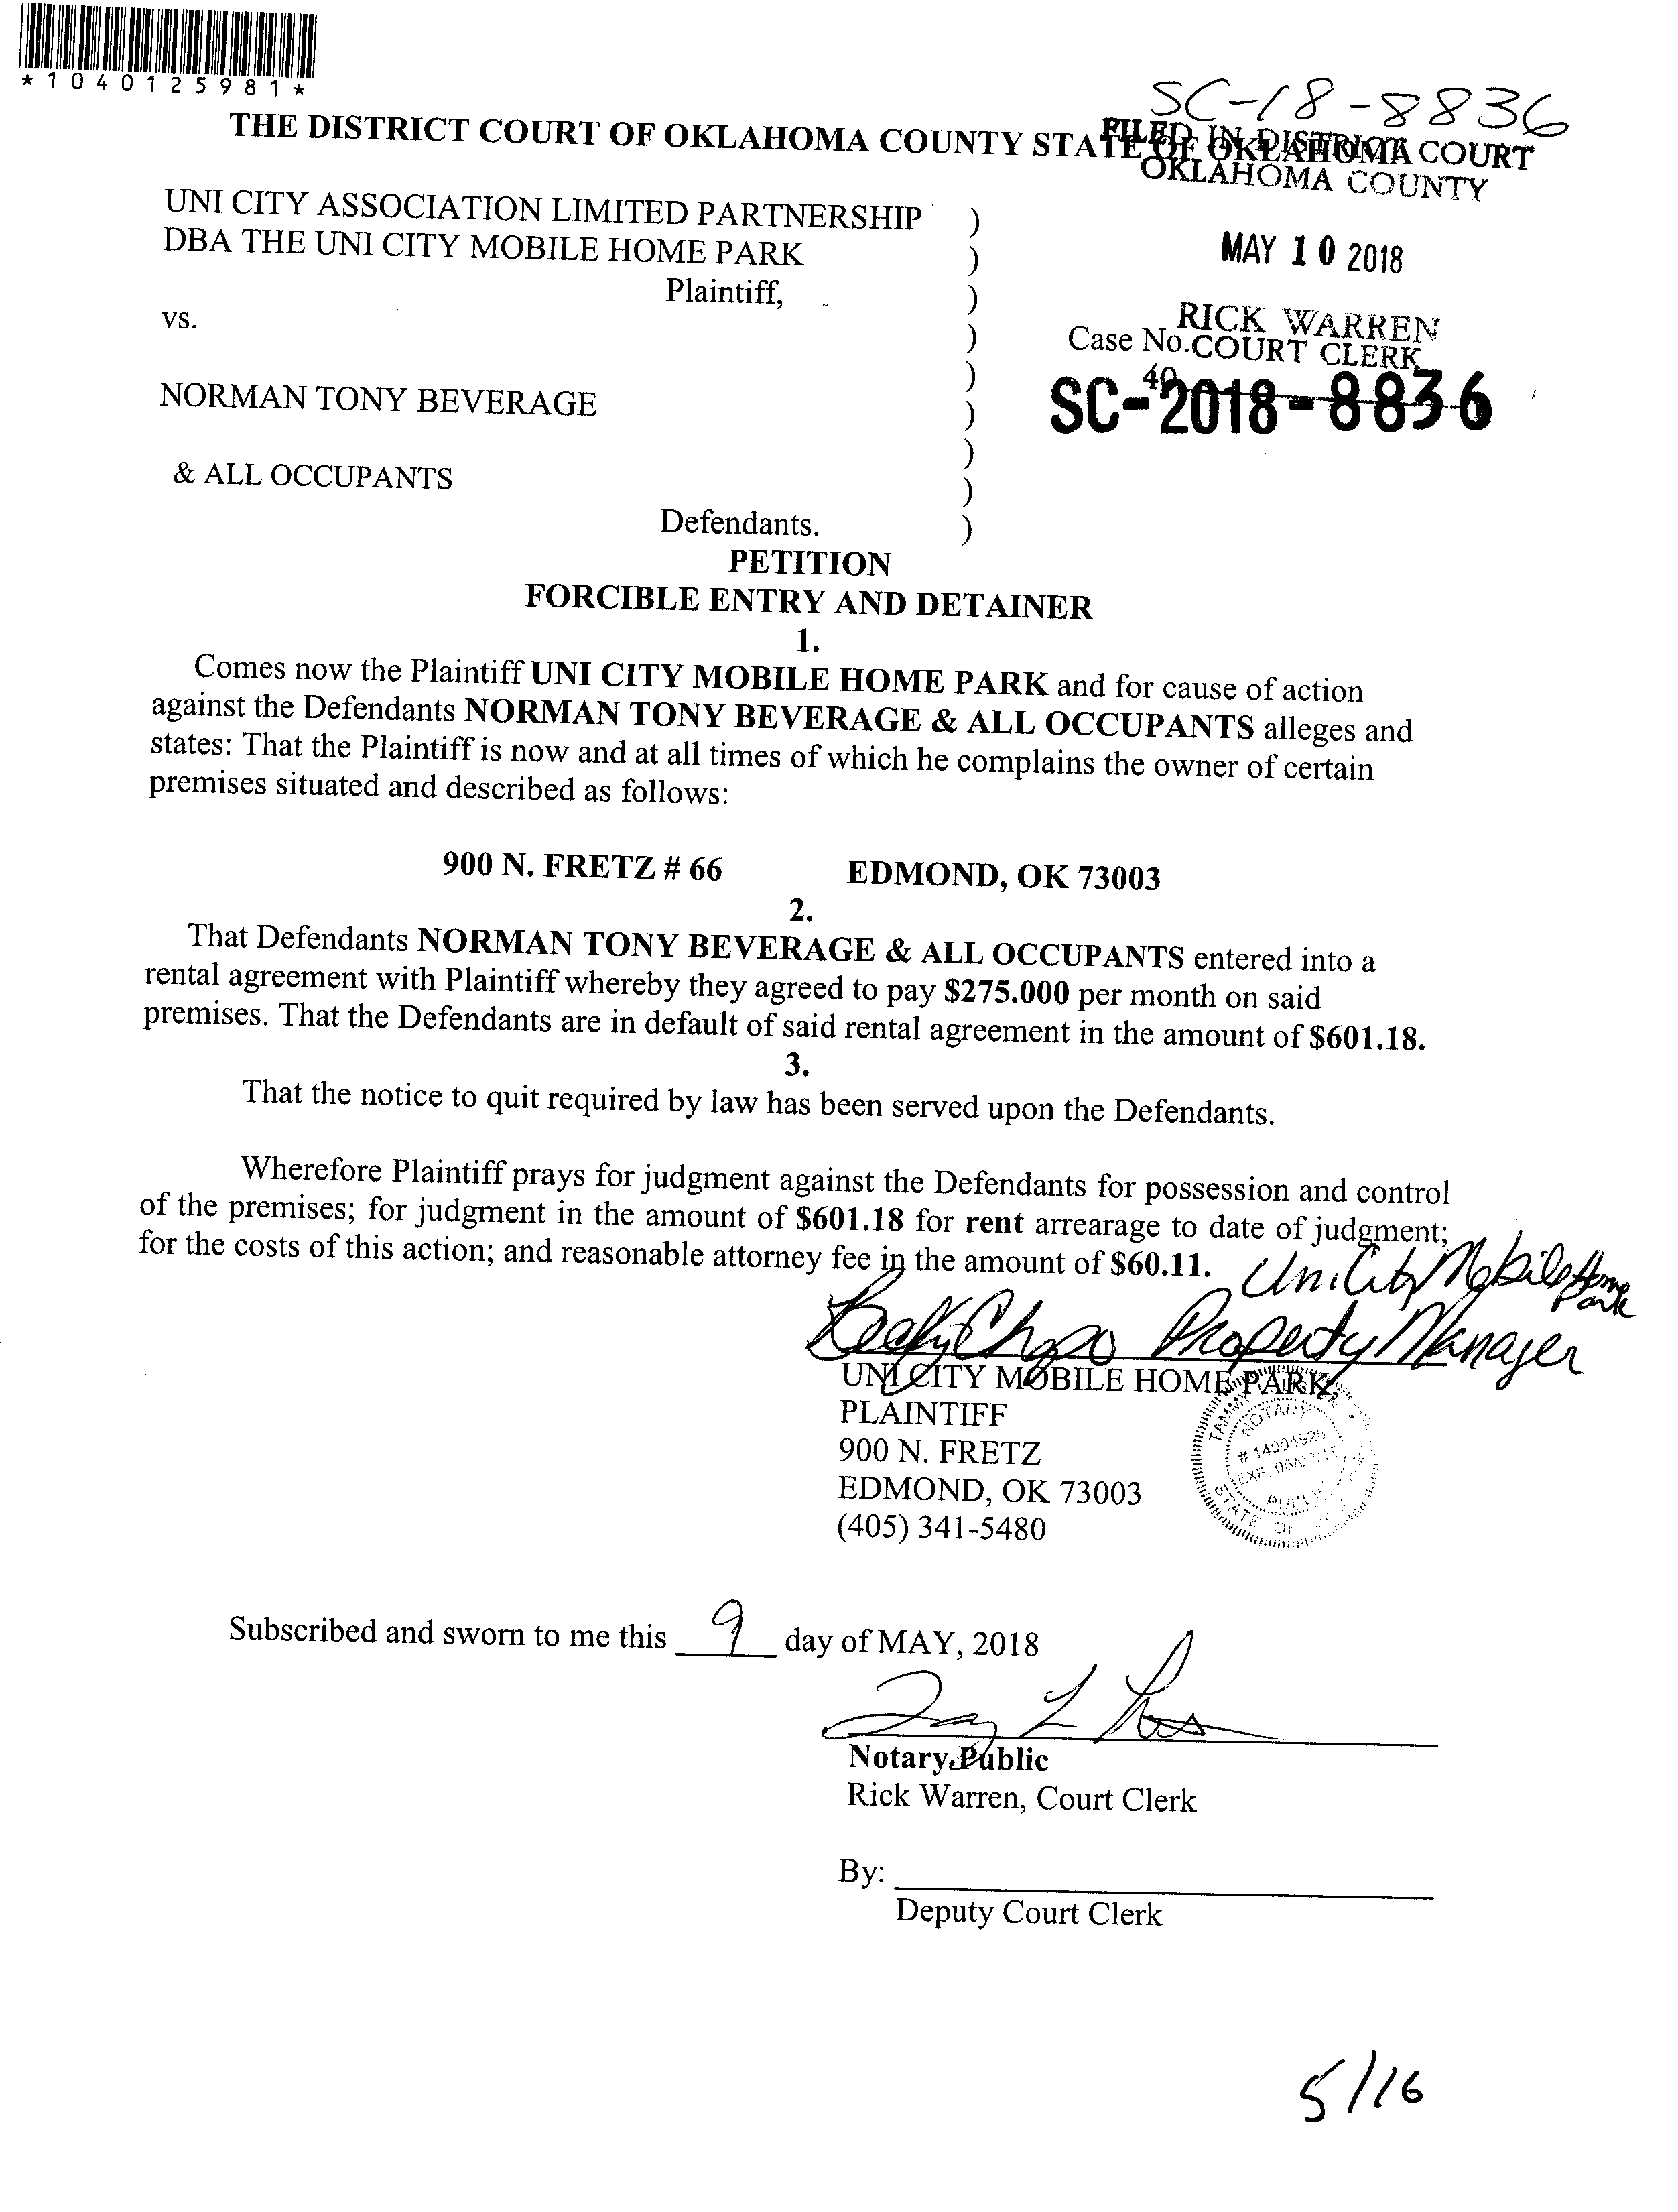 *1040125981*
SC-18-8836
THE DISTRICT COURT OF OKLAHOMA COUNTY STATE OF OKLAHOMA
FILED IN DISTRICT COURT
OKLAHOMA COUNTY
UNI CITY ASSOCIATION LIMITED PARTNERSHIP )
DBA THE UNI CITY MOBILE HOME PARK )
MAY 10 2018
Plaintiff, )
vs. )
RICK WARREN
Case No. COURT CLERK
40
)
NORMAN TONY BEVERAGE )
SC-2018-8836
)
& ALL OCCUPANTS )
Defendants. )
PETITION
FORCIBLE ENTRY AND DETAINER
1.
Comes now the Plaintiff UNI CITY MOBILE HOME PARK and for cause of action
against the Defendants NORMAN TONY BEVERAGE & ALL OCCUPANTS alleges and
states: That the Plaintiff is now and at all times of which he complains the owner of certain
premises situated and described as follows:
900 N. FRETZ # 66 EDMOND, OK 73003
2.
That Defendants NORMAN TONY BEVERAGE & ALL OCCUPANTS entered into a
rental agreement with Plaintiff whereby they agreed to pay $275.000 per month on said
premises. That the Defendants are in default of said rental agreement in the amount of $601.18.
3.
That the notice to quit required by law has been served upon the Defendants.
Wherefore Plaintiff prays for judgment against the Defendants for possession and control
of the premises; for judgment in the amount of $601.18 for rent arrearage to date of judgment;
for the costs of this action; and reasonable attorney fee in the amount of $60.11.
Uni City Mobile Home Park
Property Manager
UNI CITY MOBILE HOME PARK,
PLAINTIFF
900 N. FRETZ
EDMOND, OK 73003
(405) 341-5480
TAMMY
NOTARY
# 14004926
EXP.
PUBLIC
STATE OF
Subscribed and sworn to me this 9 day of MAY, 2018
Notary Public
Rick Warren, Court Clerk
By:
Deputy Court Clerk
5/16